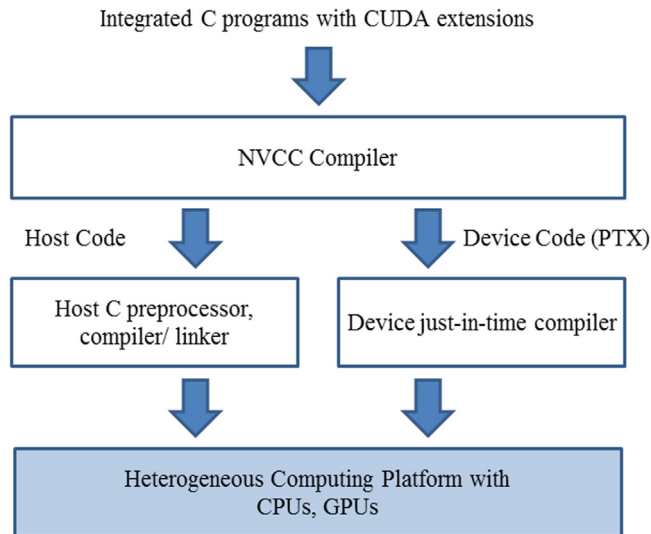 Integrated C programs with CUDA extensions
NVCC Compiler
Host Code
Device Code (PTX)
Host C preprocessor,
compiler/ linker
Device just-in-time compiler
Heterogeneous Computing Platform with
CPUs, GPUs